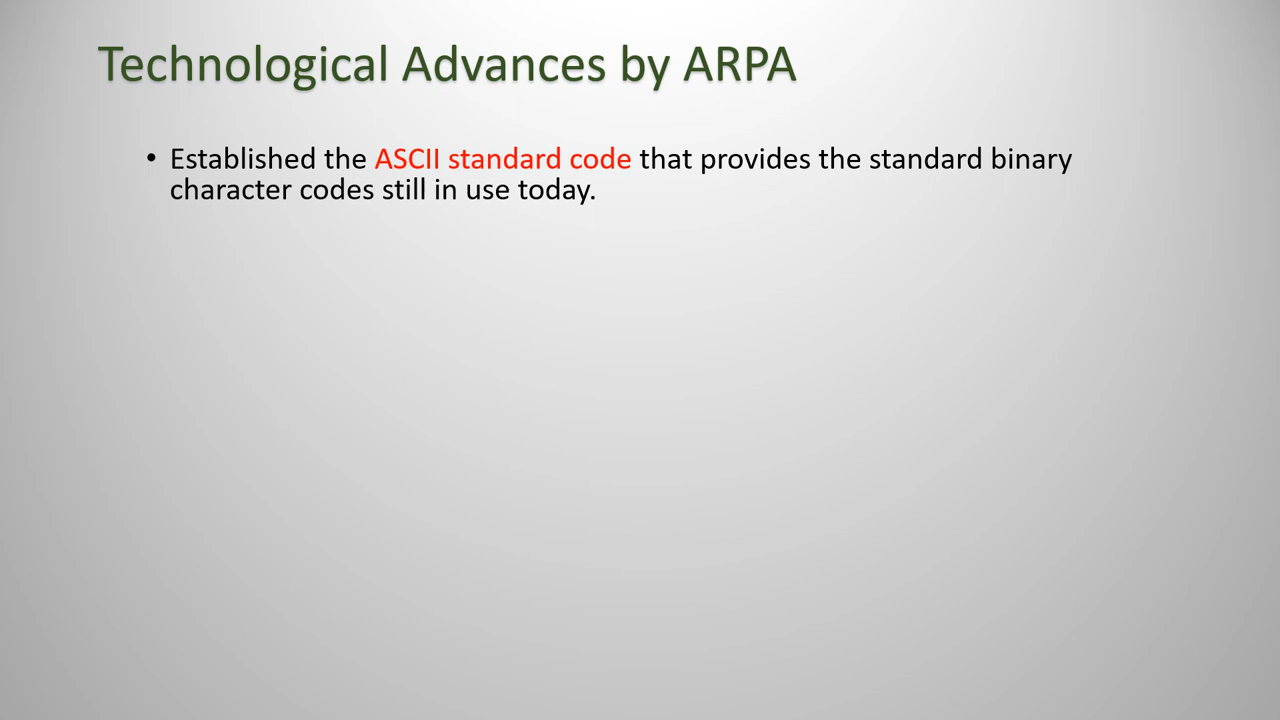 Technological Advances by ARPA
• Established the ASCII standard code that provides the standard binary
character codes still in use today.